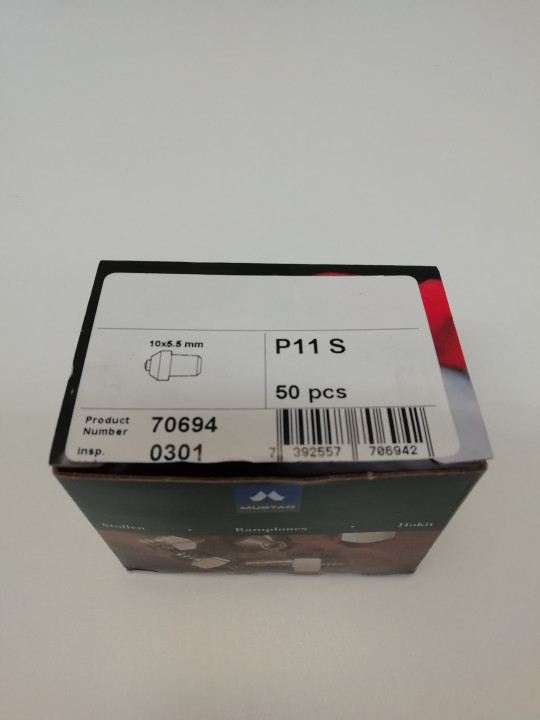 10x5.5 mm
P11 S
50 pcs
Product Number 70694
Insp. 0301
7 392557 706942
MUSTAD
Stollen . Ramplones . Hokit